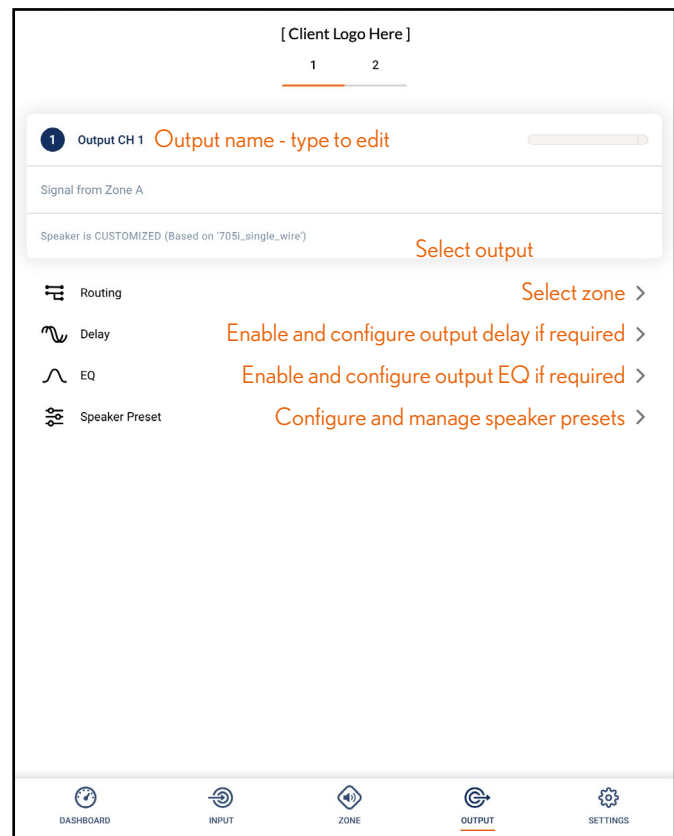 [ Client Logo Here ]
1 2
1 Output CH 1 Output name - type to edit
Signal from Zone A
Speaker is CUSTOMIZED (Based on '705i_single_wire')
Select output
Routing Select zone
Delay Enable and configure output delay if required
EQ Enable and configure output EQ if required
Speaker Preset Configure and manage speaker presets
DASHBOARD INPUT ZONE OUTPUT SETTINGS